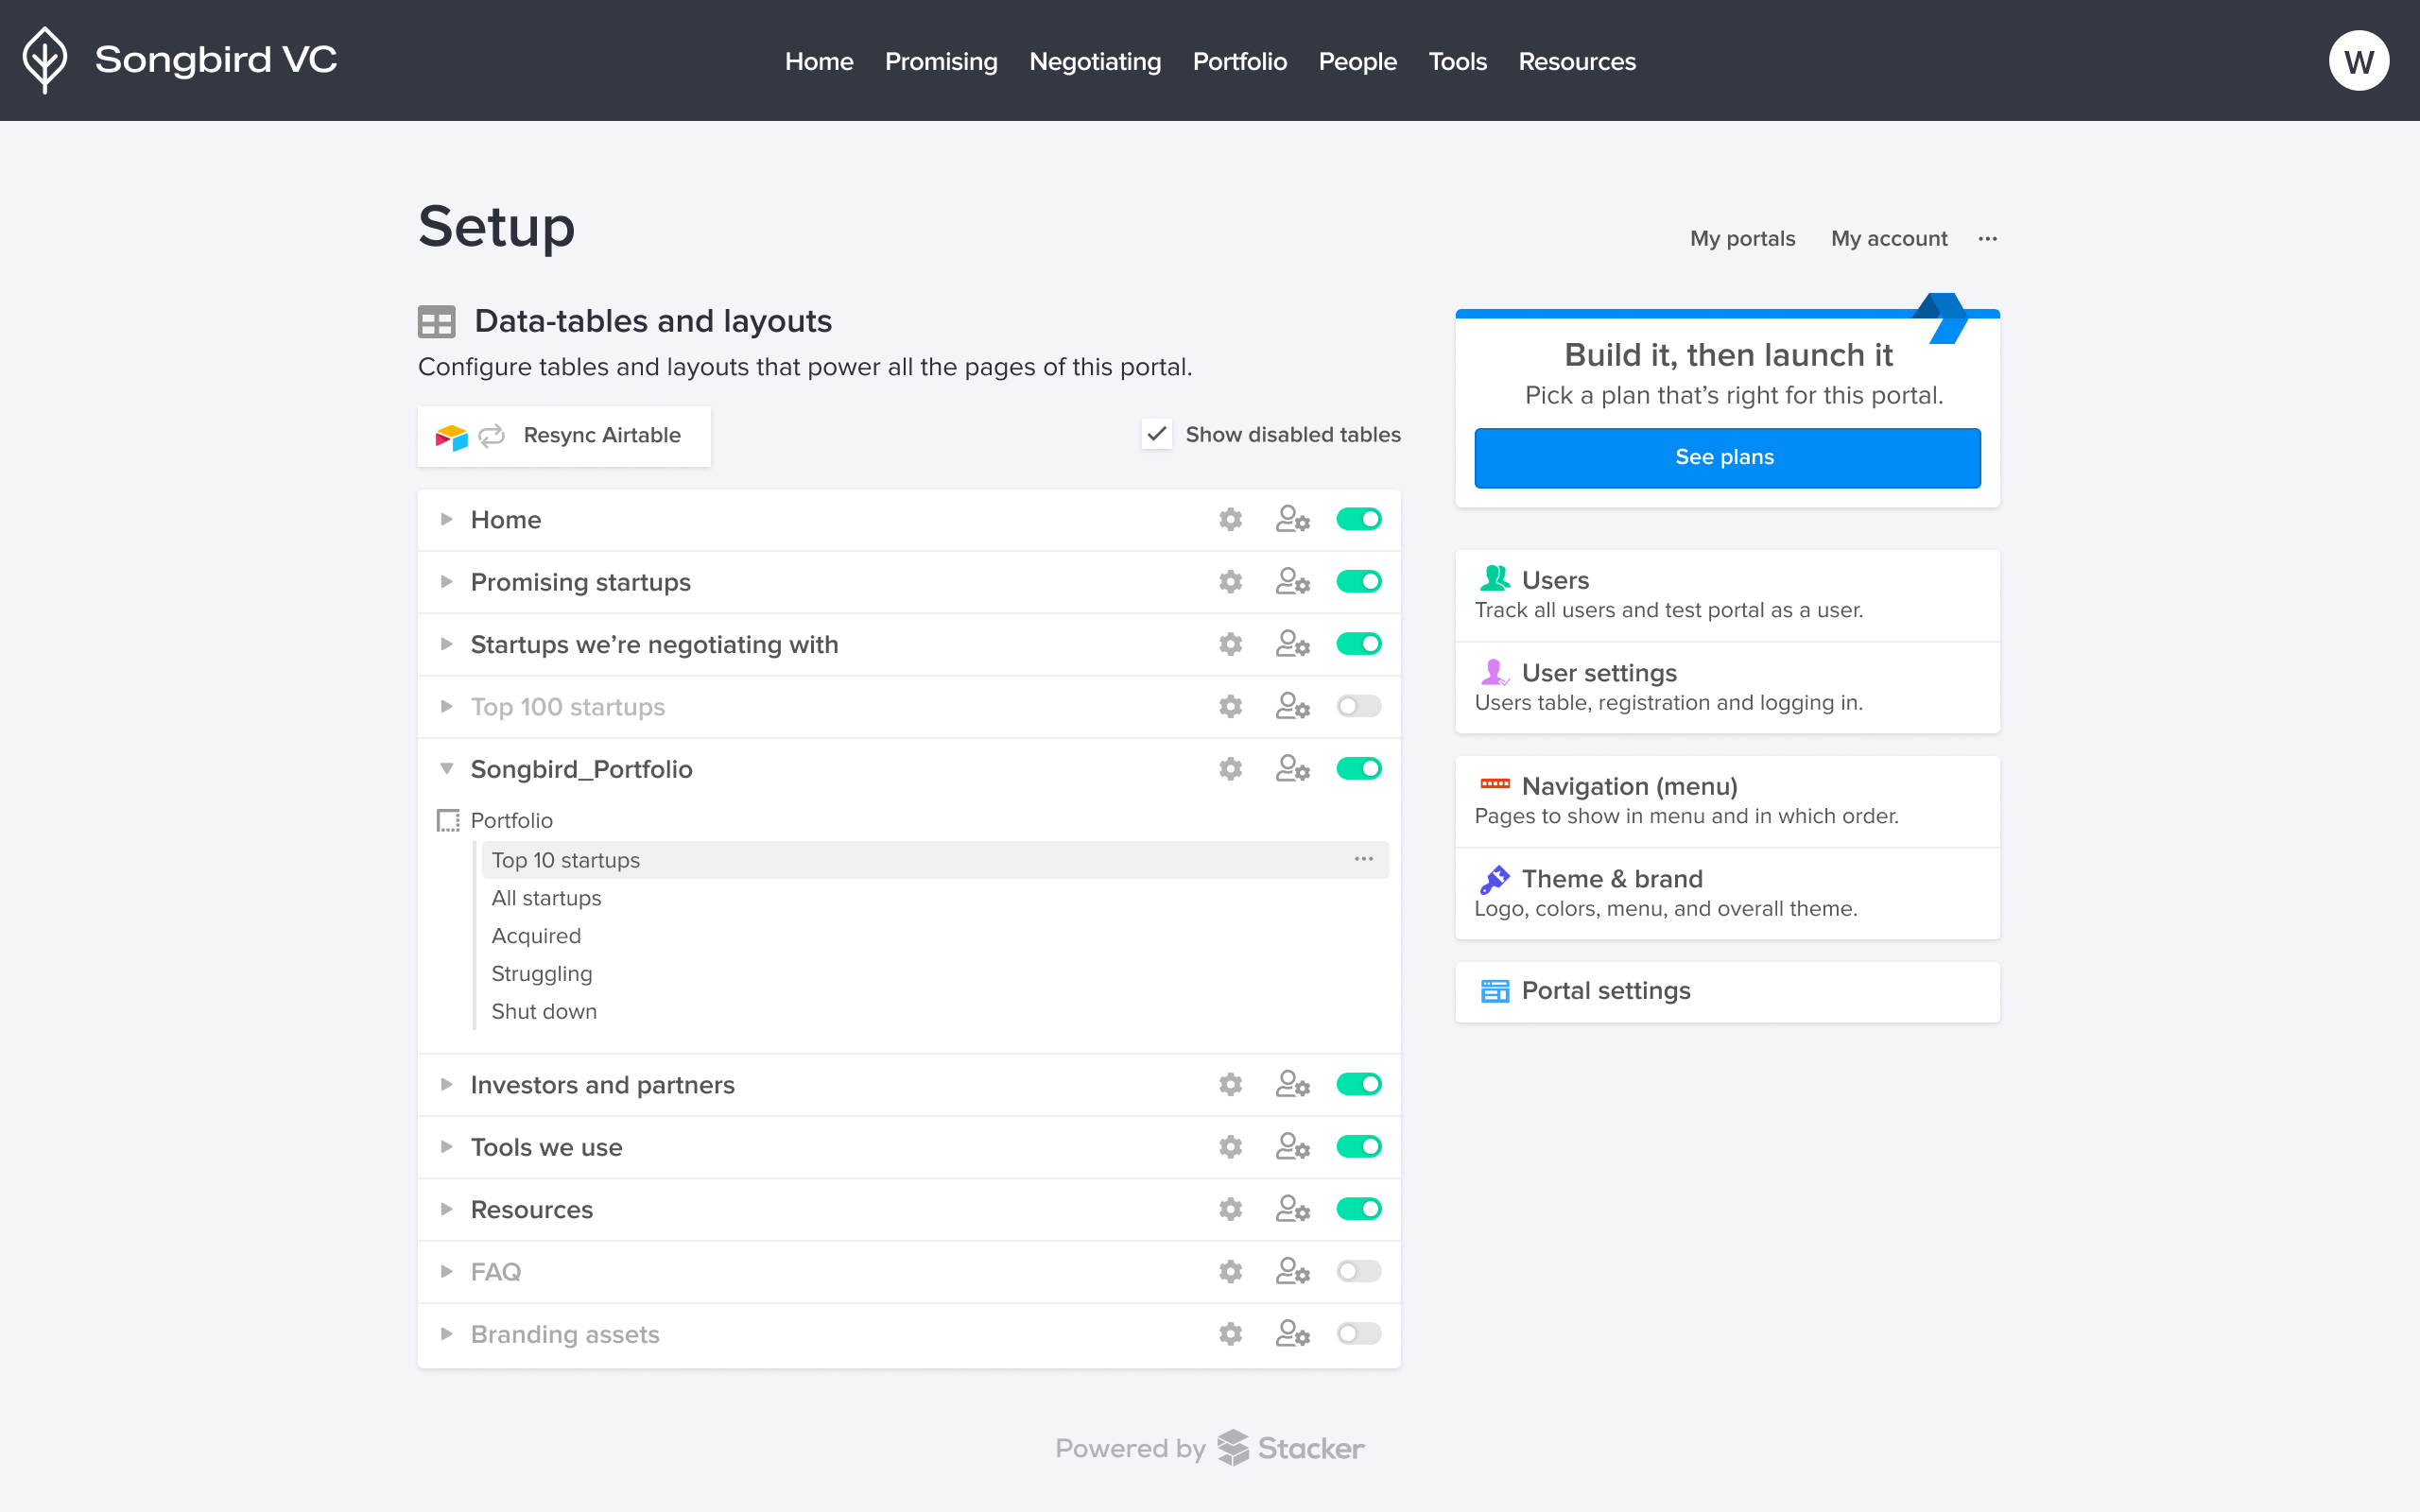 Songbird VC
Home Promising Negotiating Portfolio People Tools Resources
W
Setup
My portals My account ...
Data-tables and layouts
Configure tables and layouts that power all the pages of this portal.
Resync Airtable
Show disabled tables
Home
Promising startups
Startups we’re negotiating with
Top 100 startups
Songbird_Portfolio
Portfolio
Top 10 startups ...
All startups
Acquired
Struggling
Shut down
Investors and partners
Tools we use
Resources
FAQ
Branding assets
Build it, then launch it
Pick a plan that’s right for this portal.
See plans
Users
Track all users and test portal as a user.
User settings
Users table, registration and logging in.
Navigation (menu)
Pages to show in menu and in which order.
Theme & brand
Logo, colors, menu, and overall theme.
Portal settings
Powered by Stacker